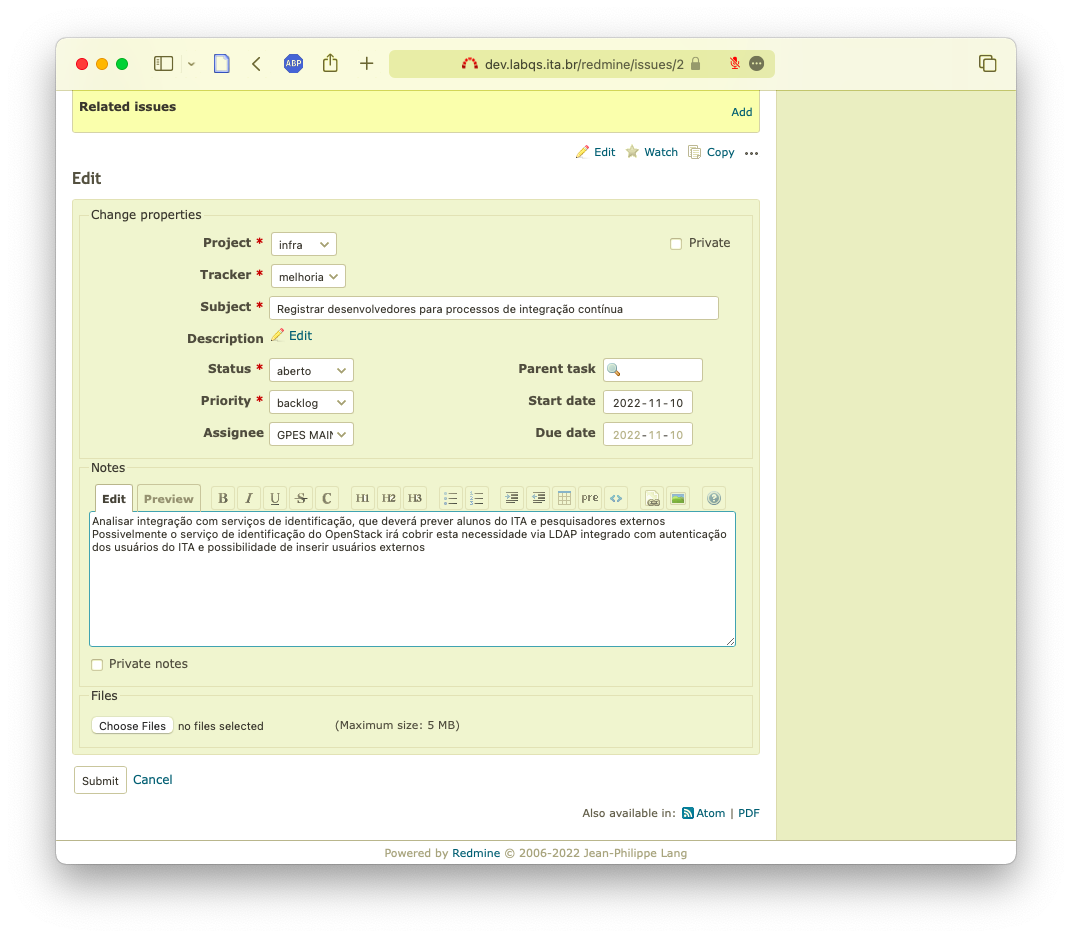 ABP
dev.labqs.ita.br/redmine/issues/2
Related issues
Add
Edit Watch Copy •••
Edit
Change properties
Project * infra Private
Tracker * melhoria
Subject * Registrar desenvolvedores para processos de integração contínua
Description Edit
Status * aberto Parent task
Priority * backlog Start date 2022-11-10
Assignee GPES MAIN Due date 2022-11-10
Notes
Edit Preview B I U S C H1 H2 H3 pre <>
Analisar integração com serviços de identificação, que deverá prever alunos do ITA e pesquisadores externos
Possivelmente o serviço de identificação do OpenStack irá cobrir esta necessidade via LDAP integrado com autenticação
dos usuários do ITA e possibilidade de inserir usuários externos
Private notes
Files
Choose Files no files selected (Maximum size: 5 MB)
Submit Cancel
Also available in: Atom | PDF
Powered by Redmine © 2006-2022 Jean-Philippe Lang